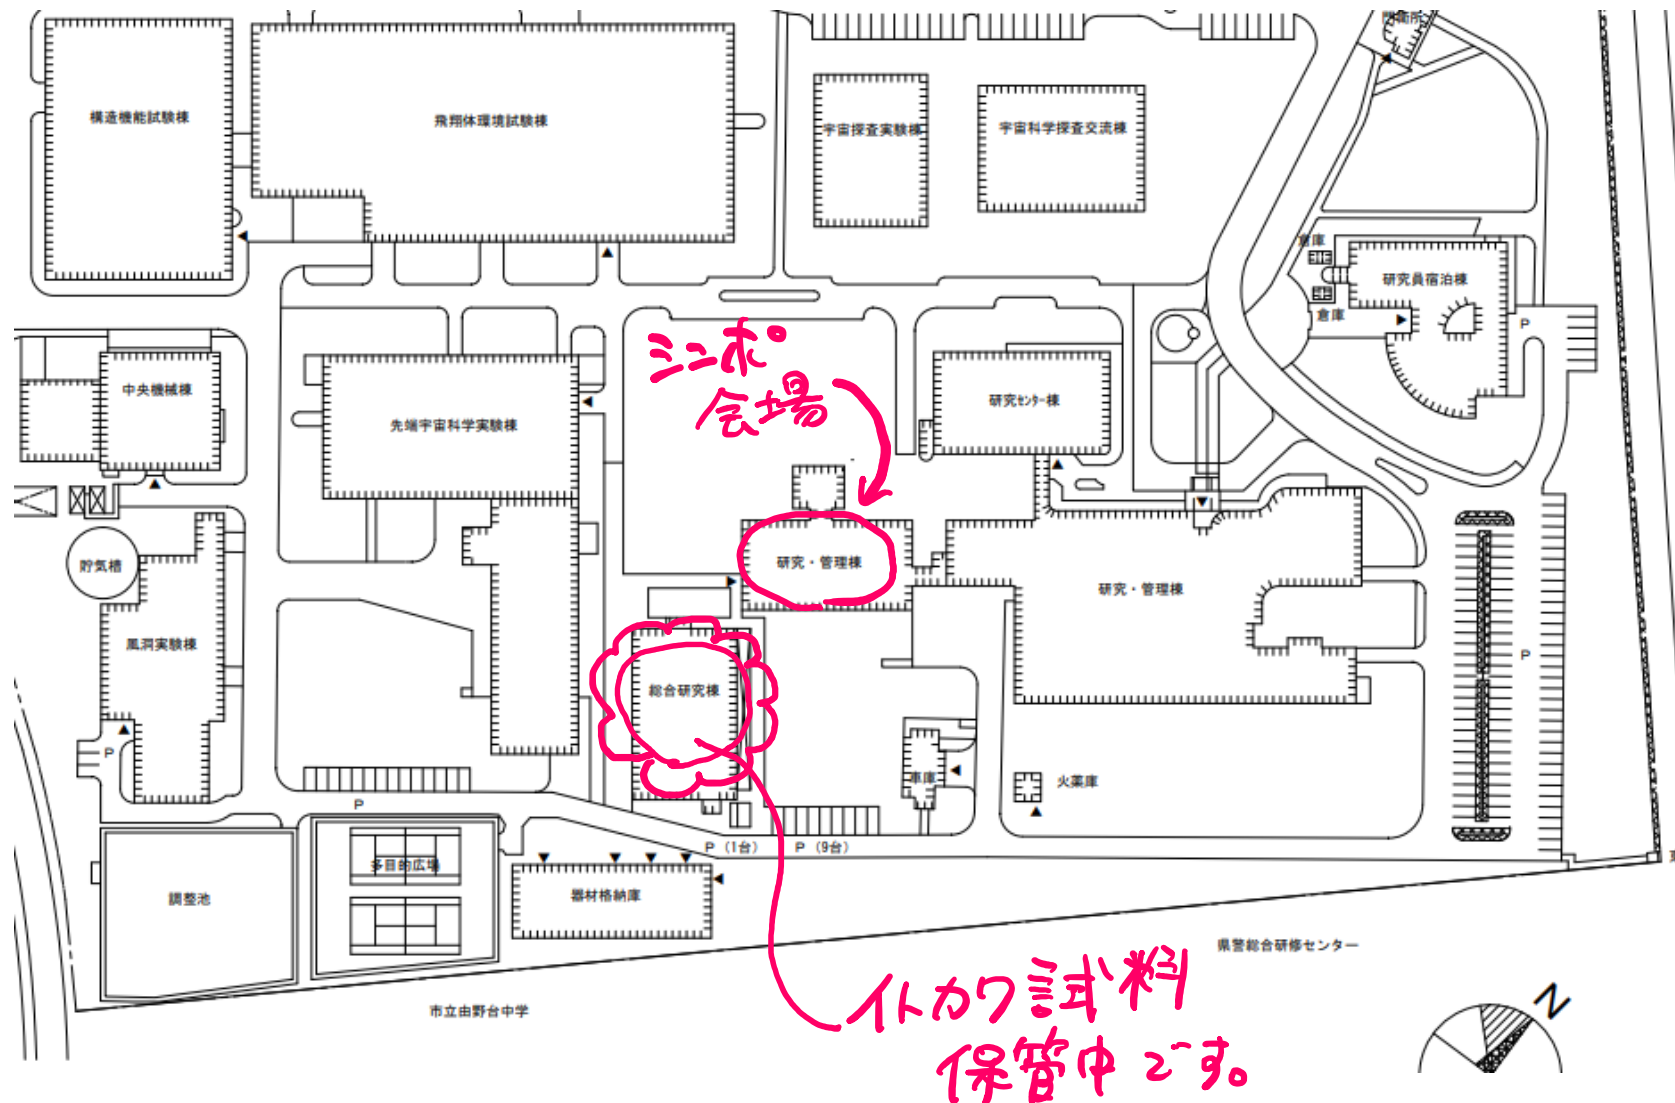 門衛所
構造機能試験棟
飛翔体環境試験棟
宇宙探査実験棟
宇宙科学探査交流棟
倉庫
研究員宿泊棟
倉庫
P
シンポ
会場
中央機械棟
先端宇宙科学実験棟
研究センター棟
貯気槽
研究・管理棟
研究・管理棟
風洞実験棟
総合研究棟
P
P
車庫
火薬庫
P
P (1台)
P (9台)
多目的広場
調整池
器材格納庫
県警総合研修センター
市立由野台中学
イトカワ試料
保管中です。
N